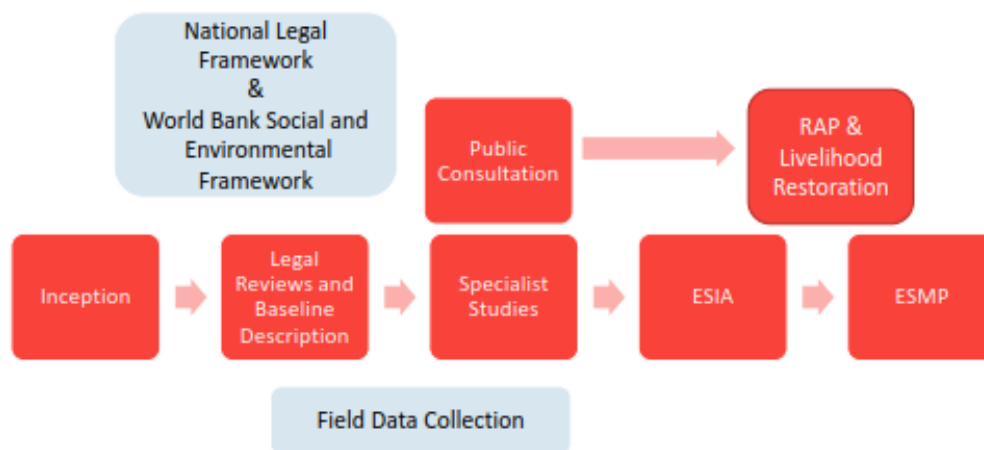 National Legal
Framework
&
World Bank Social and
Environmental
Framework
Public
Consultation
RAP &
Livelihood
Restoration
Inception
Legal
Reviews and
Baseline
Description
Specialist
Studies
ESIA
ESMP
Field Data Collection